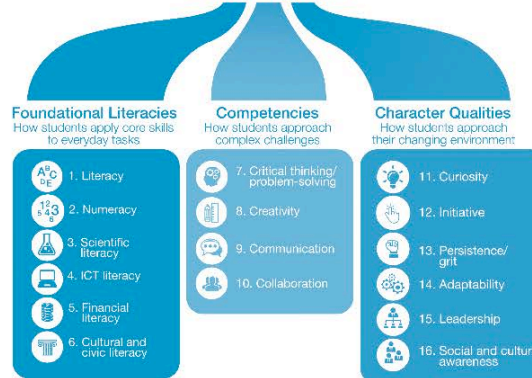 Foundational Literacies
How students apply core skills
to everyday tasks
ABCDE
1. Literacy
123456
2. Numeracy
3. Scientific
literacy
4. ICT literacy
5. Financial
literacy
6. Cultural and
civic literacy
Competencies
How students approach
complex challenges
7. Critical thinking/
problem-solving
8. Creativity
9. Communication
10. Collaboration
Character Qualities
How students approach
their changing environment
11. Curiosity
12. Initiative
13. Persistence/
grit
14. Adaptability
15. Leadership
16. Social and cultur
awareness